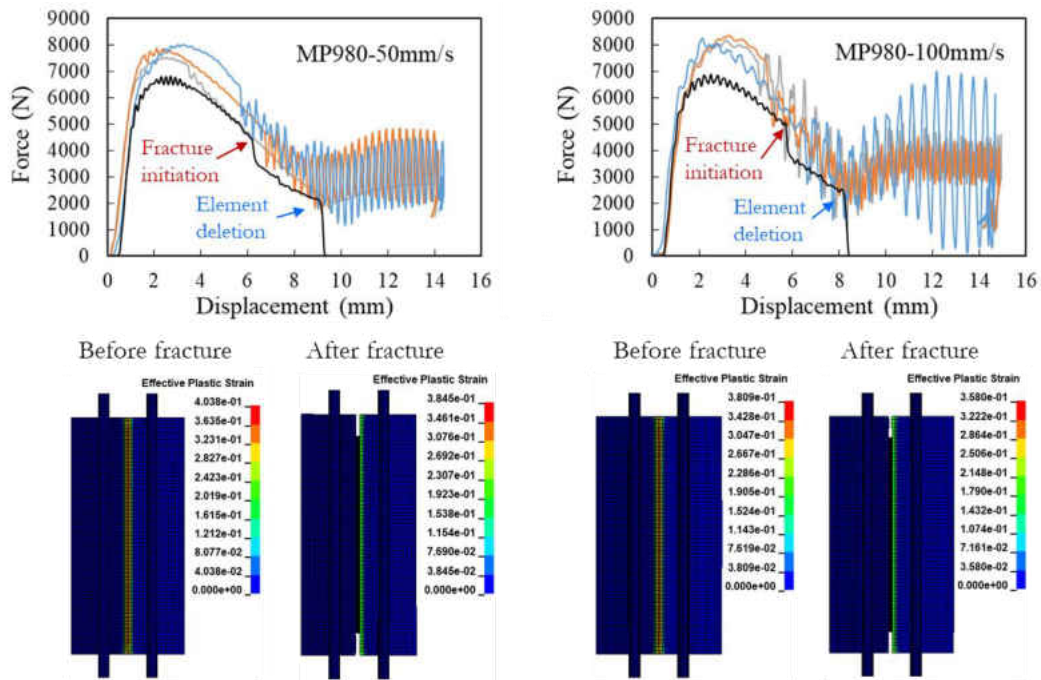 9000
8000
7000
6000
5000
4000
3000
2000
1000
0
Force (N)
MP980-50mm/s
Fracture
initiation
Element
deletion
0 2 4 6 8 10 12 14 16
Displacement (mm)
9000
8000
7000
6000
5000
4000
3000
2000
1000
0
Force (N)
MP980-100mm/s
Fracture
initiation
Element
deletion
0 2 4 6 8 10 12 14 16
Displacement (mm)
Before fracture
Effective Plastic Strain
4.038e-01
3.635e-01
3.231e-01
2.827e-01
2.423e-01
2.019e-01
1.615e-01
1.212e-01
8.077e-02
4.038e-02
0.000e+00
After fracture
Effective Plastic Strain
3.845e-01
3.461e-01
3.076e-01
2.692e-01
2.307e-01
1.923e-01
1.538e-01
1.154e-01
7.690e-02
3.845e-02
0.000e+00
Before fracture
Effective Plastic Strain
3.809e-01
3.428e-01
3.047e-01
2.667e-01
2.286e-01
1.905e-01
1.524e-01
1.143e-01
7.619e-02
3.809e-02
0.000e+00
After fracture
Effective Plastic Strain
3.580e-01
3.222e-01
2.864e-01
2.506e-01
2.148e-01
1.790e-01
1.432e-01
1.074e-01
7.161e-02
3.580e-02
0.000e+00